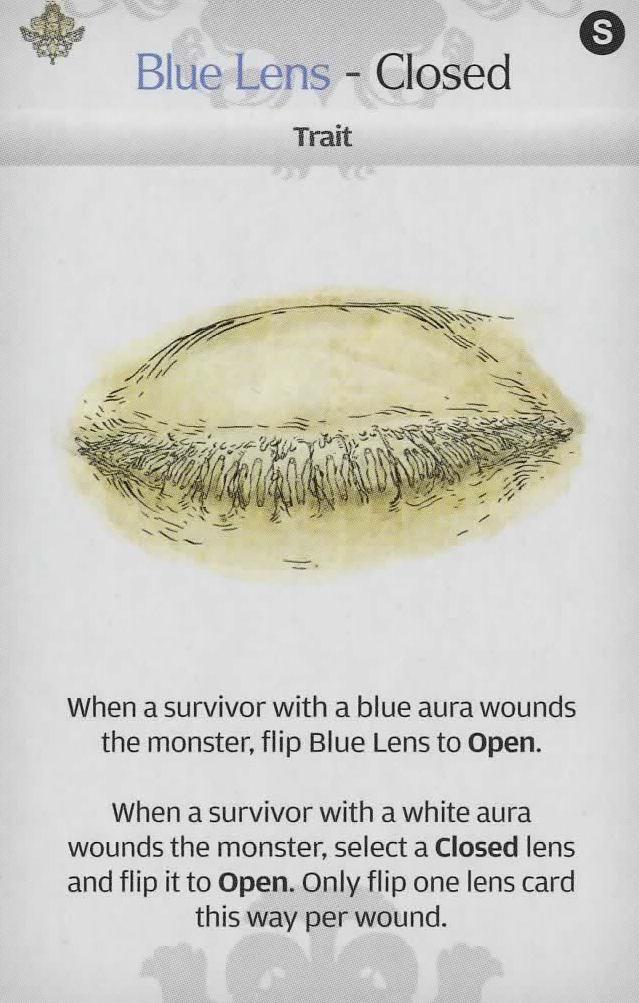 S
Blue Lens - Closed
Trait
When a survivor with a blue aura wounds
the monster, flip Blue Lens to Open.
When a survivor with a white aura
wounds the monster, select a Closed lens
and flip it to Open. Only flip one lens card
this way per wound.